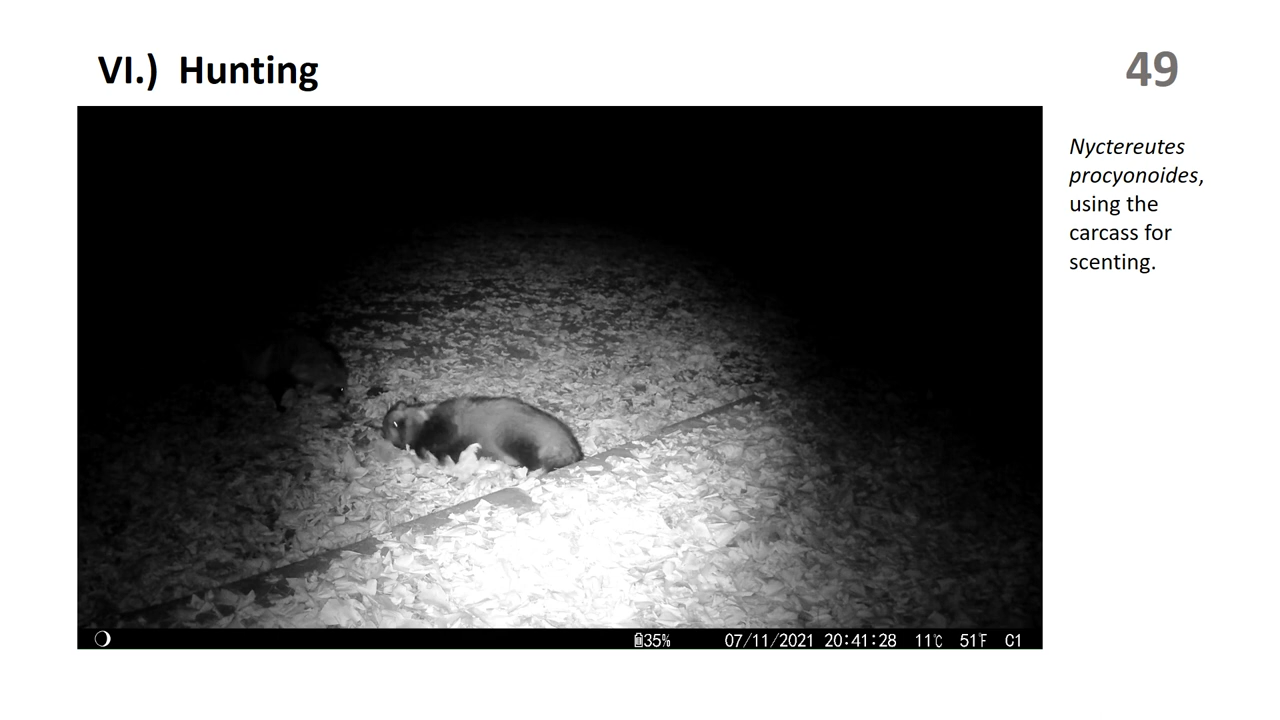 VI.) Hunting
49
Nyctereutes
procyonoides,
using the
carcass for
scenting.
35% 07/11/2021 20:41:28 11°C 51°F C1